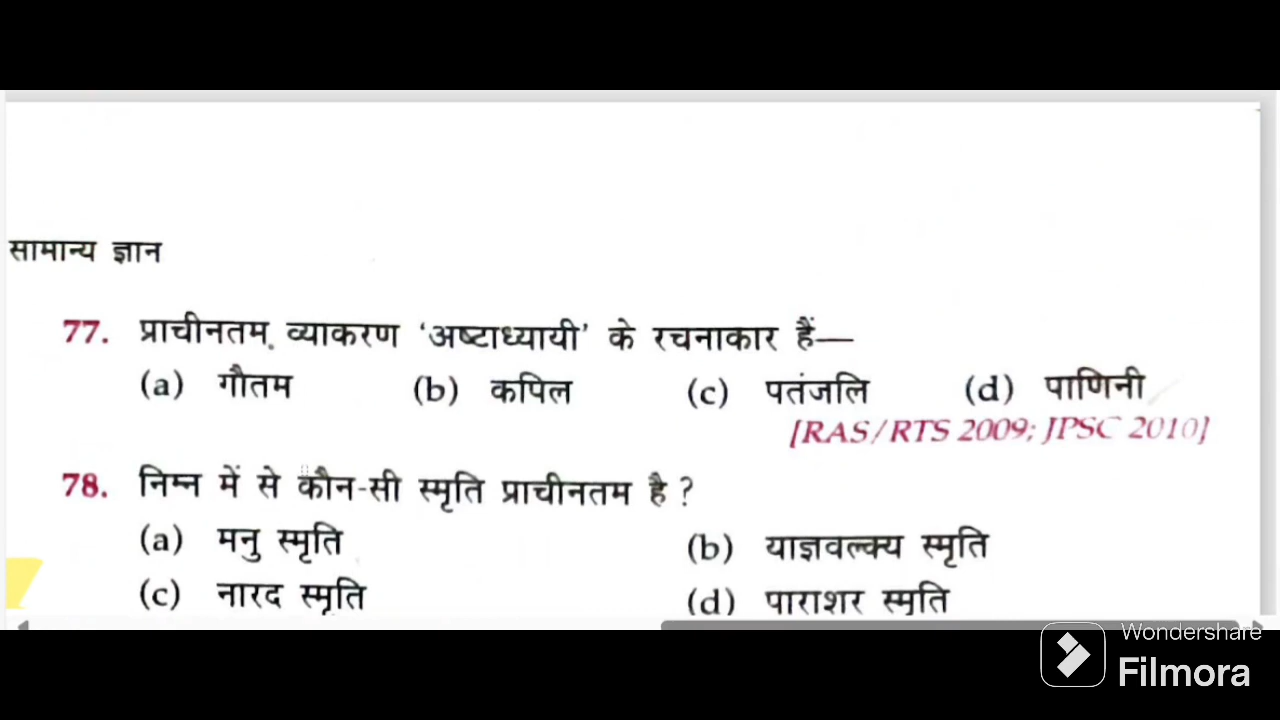 सामान्य ज्ञान
77. प्राचीनतम व्याकरण ‘अष्टाध्यायी’ के रचनाकार हैं—
(a) गौतम (b) कपिल (c) पतंजलि (d) पाणिनी
[RAS/RTS 2009; JPSC 2010]
78. निम्न में से कौन-सी स्मृति प्राचीनतम है ?
(a) मनु स्मृति (b) याज्ञवल्क्य स्मृति
(c) नारद स्मृति (d) पाराशर स्मृति
Wondershare
Filmora